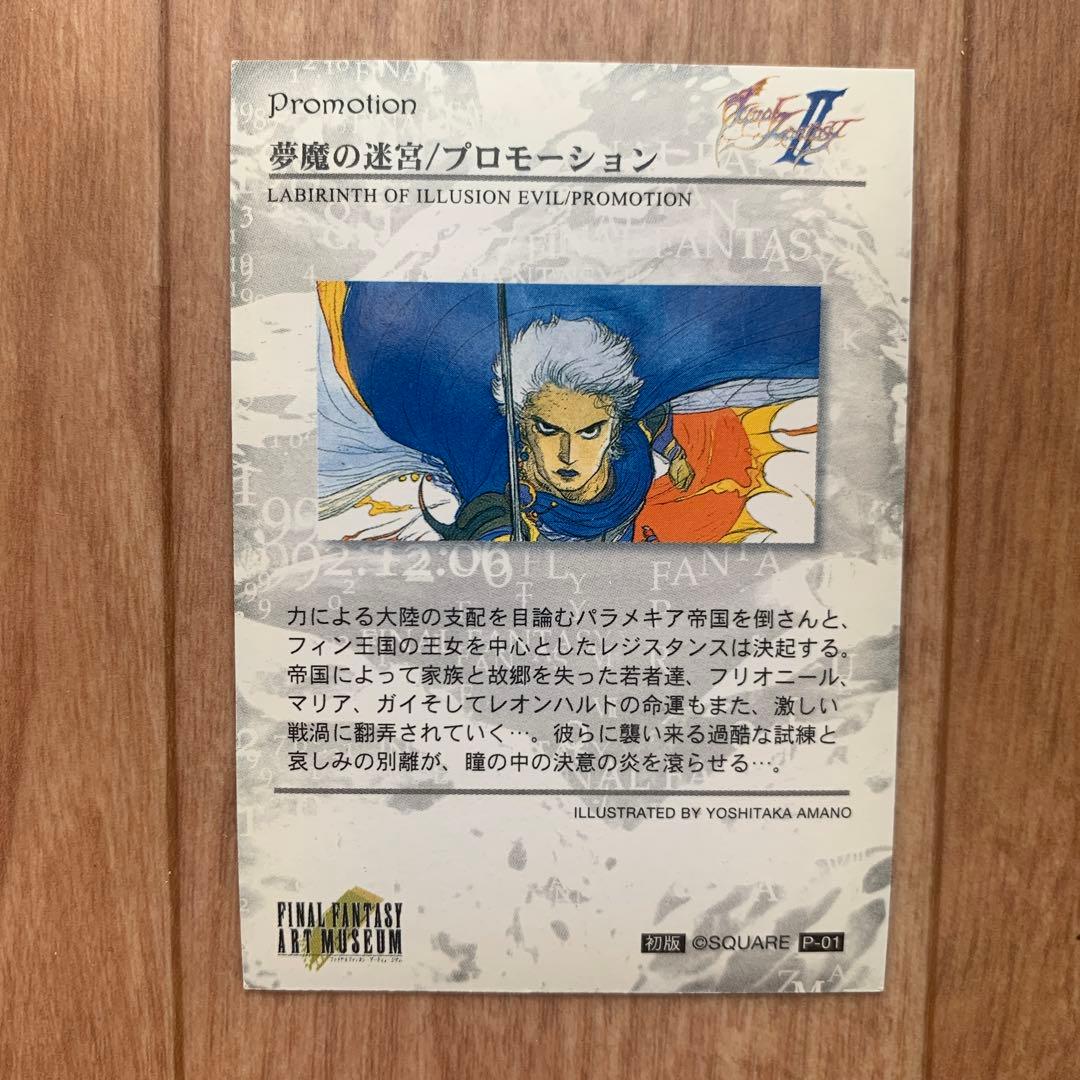 Promotion
FINAL FANTASY II
夢魔の迷宮/プロモーション
LABIRINTH OF ILLUSION EVIL/PROMOTION
FINAL FANTASY
力による大陸の支配を目論むパラメキア帝国を倒さんと、
フィン王国の王女を中心としたレジスタンスは決起する。
帝国によって家族と故郷を失った若者達、フリオニール、
マリア、ガイそしてレオンハルトの命運もまた、激しい
戦渦に翻弄されていく…。彼らに襲い来る過酷な試練と
哀しみの別離が、瞳の中の決意の炎を滾らせる…。
ILLUSTRATED BY YOSHITAKA AMANO
FINAL FANTASY
ART MUSEUM
初版 ©SQUARE P-01